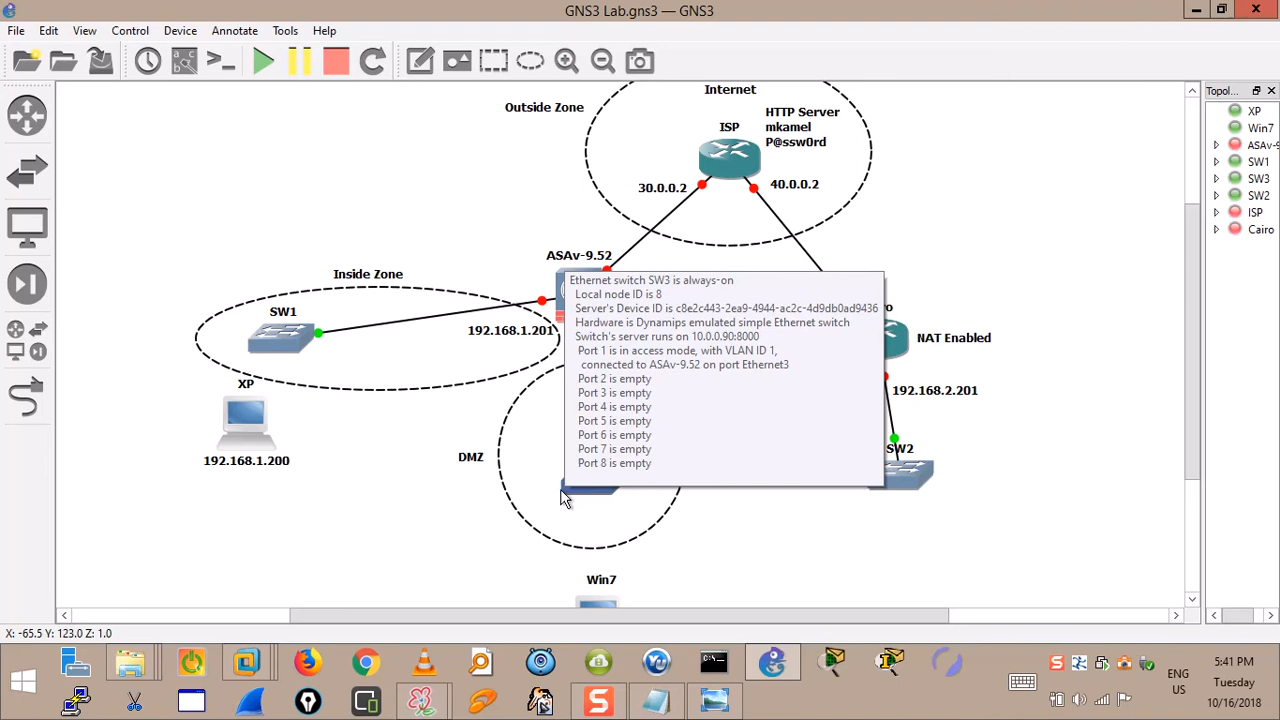 GNS3 Lab.gns3 — GNS3
File Edit View Control Device Annotate Tools Help
Topol...
XP
Win7
ASAv-9
SW1
SW3
SW2
ISP
Cairo
Internet
Outside Zone
HTTP Server
mkamel
P@ssw0rd
ISP
30.0.0.2
40.0.0.2
ASAv-9.52
Inside Zone
SW1
192.168.1.201
XP
192.168.1.200
DMZ
Ethernet switch SW3 is always-on
Local node ID is 8
Server's Device ID is c8e2c443-2ea9-4944-ac2c-4d9db0ad9436
Hardware is Dynamips emulated simple Ethernet switch
Switch's server runs on 10.0.0.90:8000
Port 1 is in access mode, with VLAN ID 1,
connected to ASAv-9.52 on port Ethernet3
Port 2 is empty
Port 3 is empty
Port 4 is empty
Port 5 is empty
Port 6 is empty
Port 7 is empty
Port 8 is empty
o
NAT Enabled
192.168.2.201
SW2
Win7
X: -65.5 Y: 123.0 Z: 1.0
ENG
US
5:41 PM
Tuesday
10/16/2018